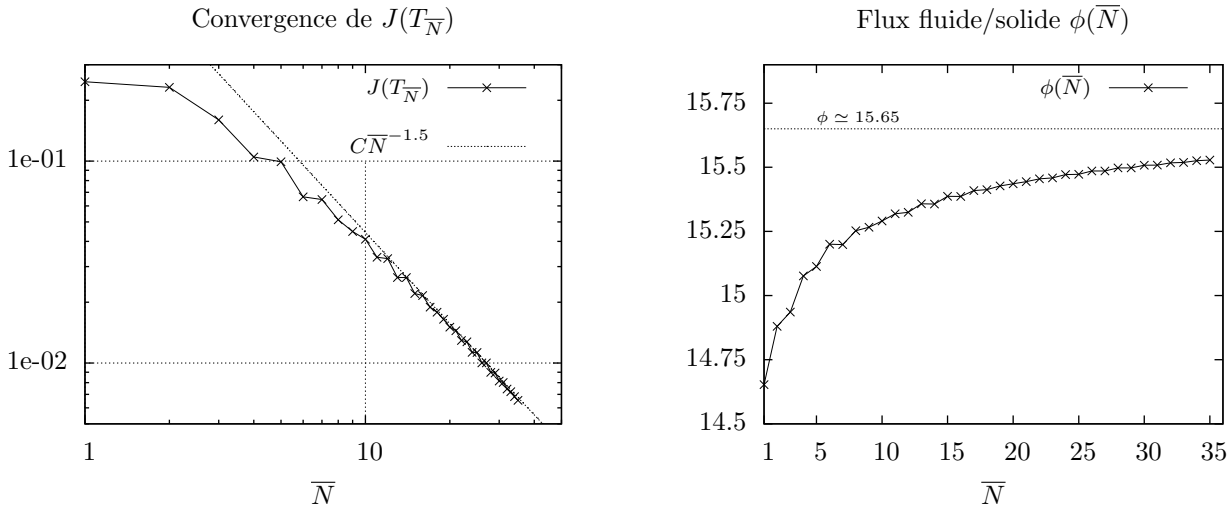 Convergence de J(T_N̅)
J(T_N̅)
CN̅^−1.5
1e-01
1e-02
1
10
N̅
Flux fluide/solide ϕ(N̅)
ϕ(N̅)
ϕ ≃ 15.65
15.75
15.5
15.25
15
14.75
14.5
1 5 10 15 20 25 30 35
N̅